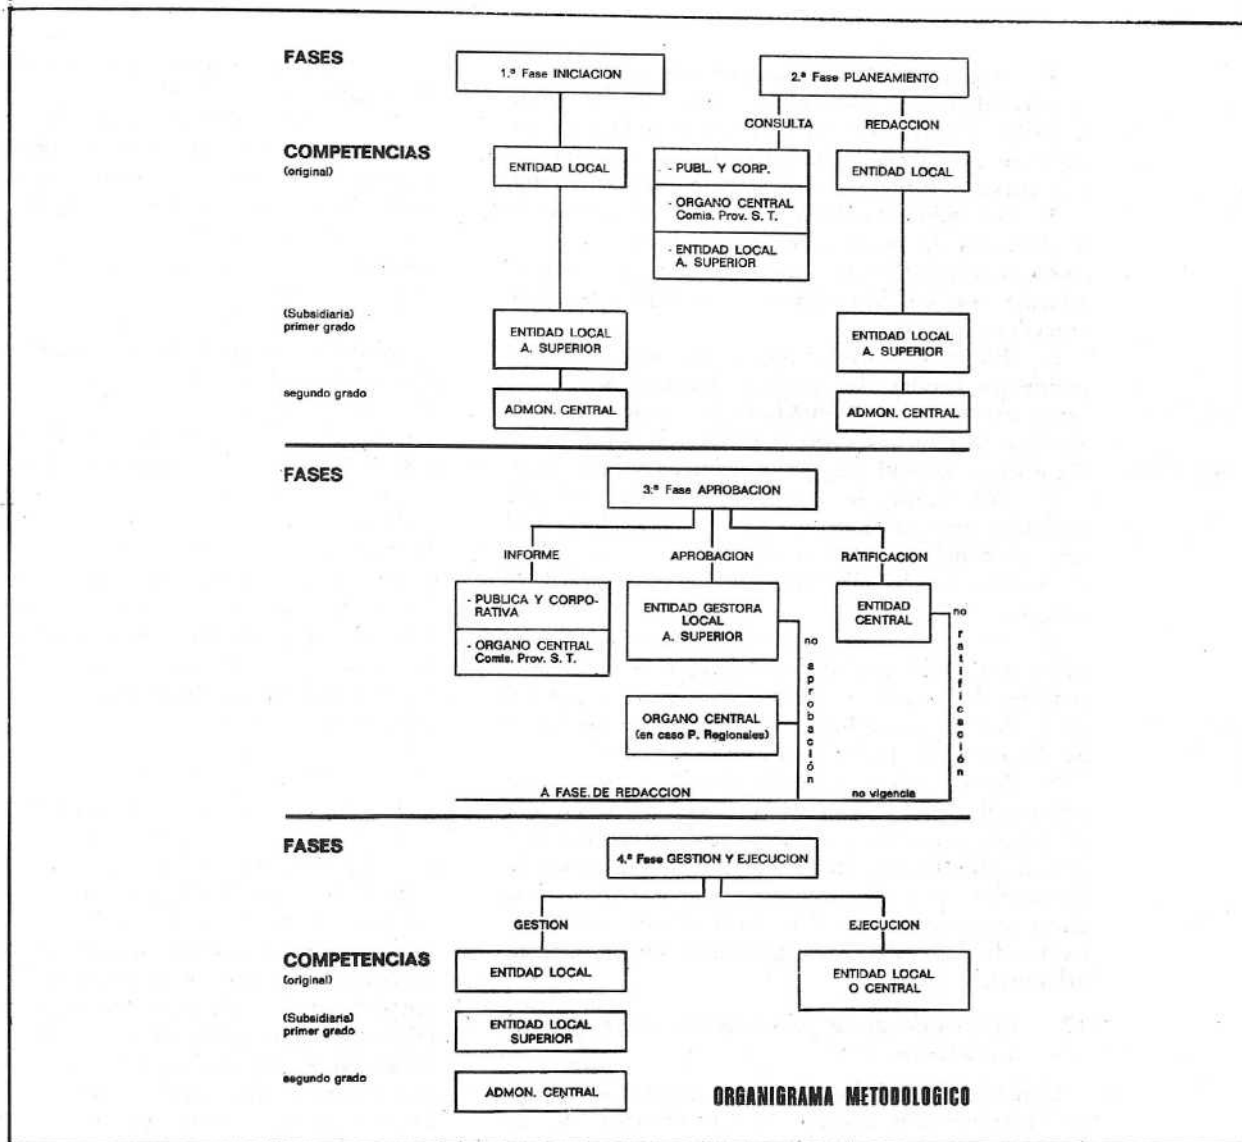 FASES
1.ª Fase INICIACION
2.ª Fase PLANEAMIENTO
CONSULTA
REDACCION
COMPETENCIAS
(original)
ENTIDAD LOCAL
- PUBL. Y CORP.
- ORGANO CENTRAL
Comis. Prov. S. T.
- ENTIDAD LOCAL
A. SUPERIOR
ENTIDAD LOCAL
(Subsidiaria)
primer grado
ENTIDAD LOCAL
A. SUPERIOR
ENTIDAD LOCAL
A. SUPERIOR
segundo grado
ADMON. CENTRAL
ADMON. CENTRAL
FASES
3.ª Fase APROBACION
INFORME
APROBACION
RATIFICACION
- PUBLICA Y CORPO-
RATIVA
- ORGANO CENTRAL
Comis. Prov. S. T.
ENTIDAD GESTORA
LOCAL
A. SUPERIOR
no aprobación
ENTIDAD
CENTRAL
no ratificación
ORGANO CENTRAL
(en caso P. Regionales)
A FASE. DE REDACCION
no vigencia
FASES
4.ª Fase GESTION Y EJECUCION
GESTION
EJECUCION
COMPETENCIAS
(original)
ENTIDAD LOCAL
ENTIDAD LOCAL
O CENTRAL
(Subsidiaria)
primer grado
ENTIDAD LOCAL
SUPERIOR
segundo grado
ADMON. CENTRAL
ORGANIGRAMA METODOLOGICO